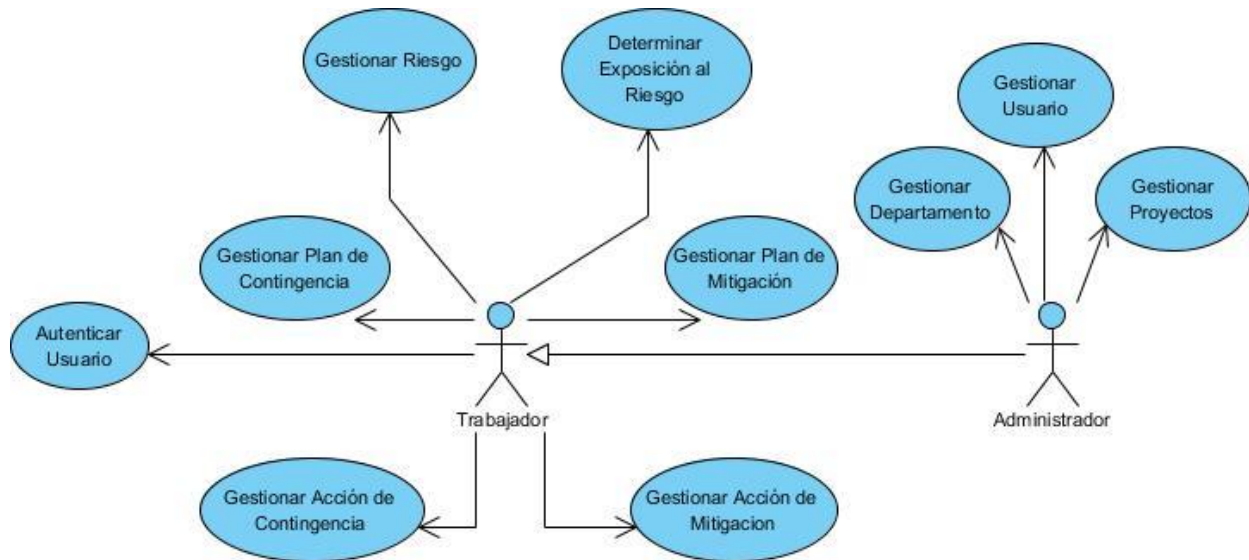 Gestionar Riesgo
Determinar
Exposición al
Riesgo
Gestionar
Usuario
Gestionar
Departamento
Gestionar
Proyectos
Gestionar Plan de
Contingencia
Gestionar Plan de
Mitigación
Autenticar
Usuario
Trabajador
Administrador
Gestionar Acción de
Contingencia
Gestionar Acción de
Mitigacion